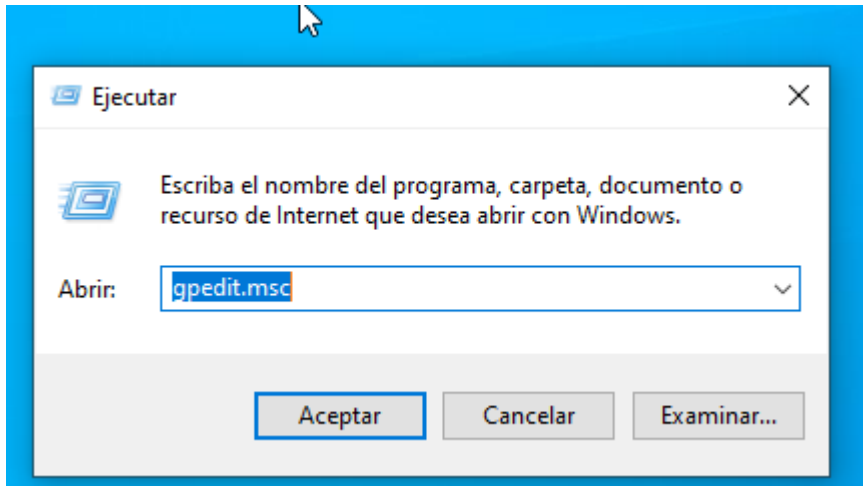 Ejecutar
Escriba el nombre del programa, carpeta, documento o
recurso de Internet que desea abrir con Windows.
Abrir: gpedit.msc
Aceptar Cancelar Examinar...